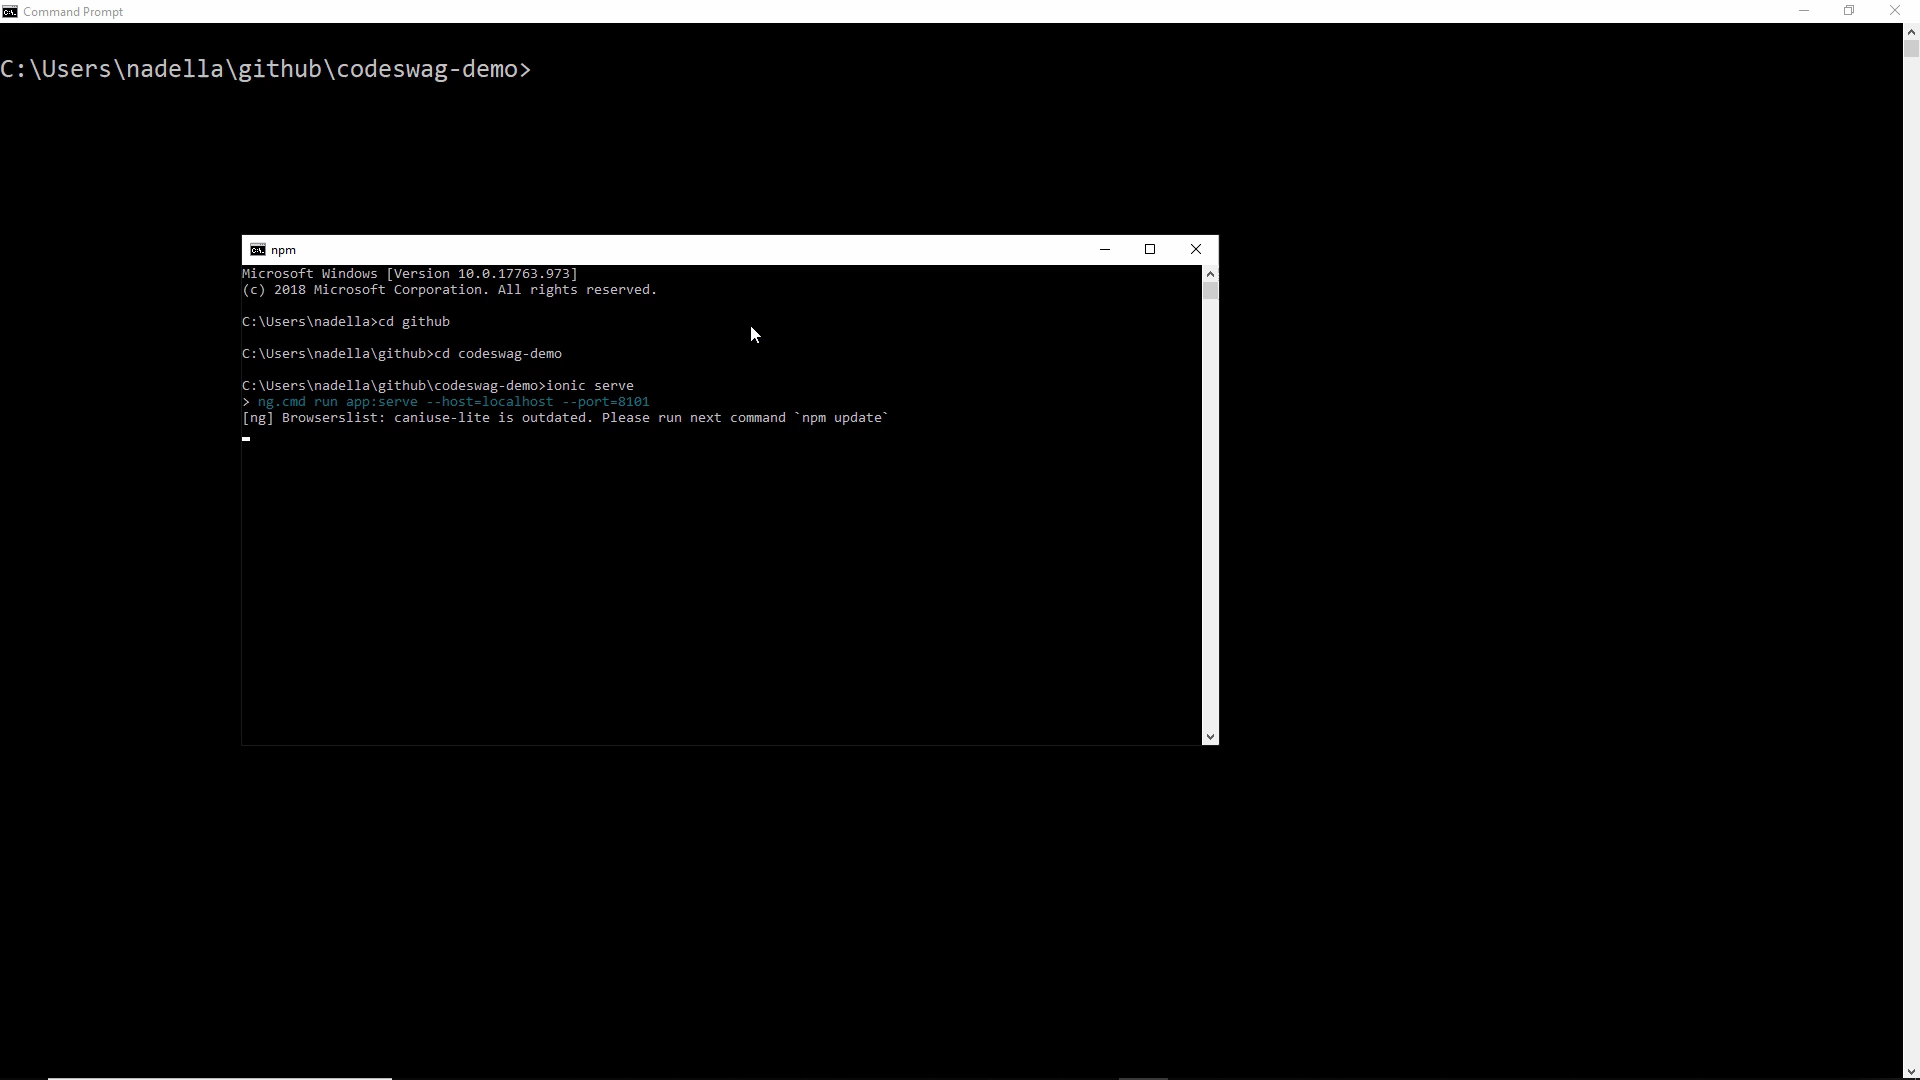 Command Prompt
C:\Users\nadella\github\codeswag-demo>
npm
Microsoft Windows [Version 10.0.17763.973]
(c) 2018 Microsoft Corporation. All rights reserved.
C:\Users\nadella>cd github
C:\Users\nadella\github>cd codeswag-demo
C:\Users\nadella\github\codeswag-demo>ionic serve
> ng.cmd run app:serve --host=localhost --port=8101
[ng] Browserslist: caniuse-lite is outdated. Please run next command `npm update`